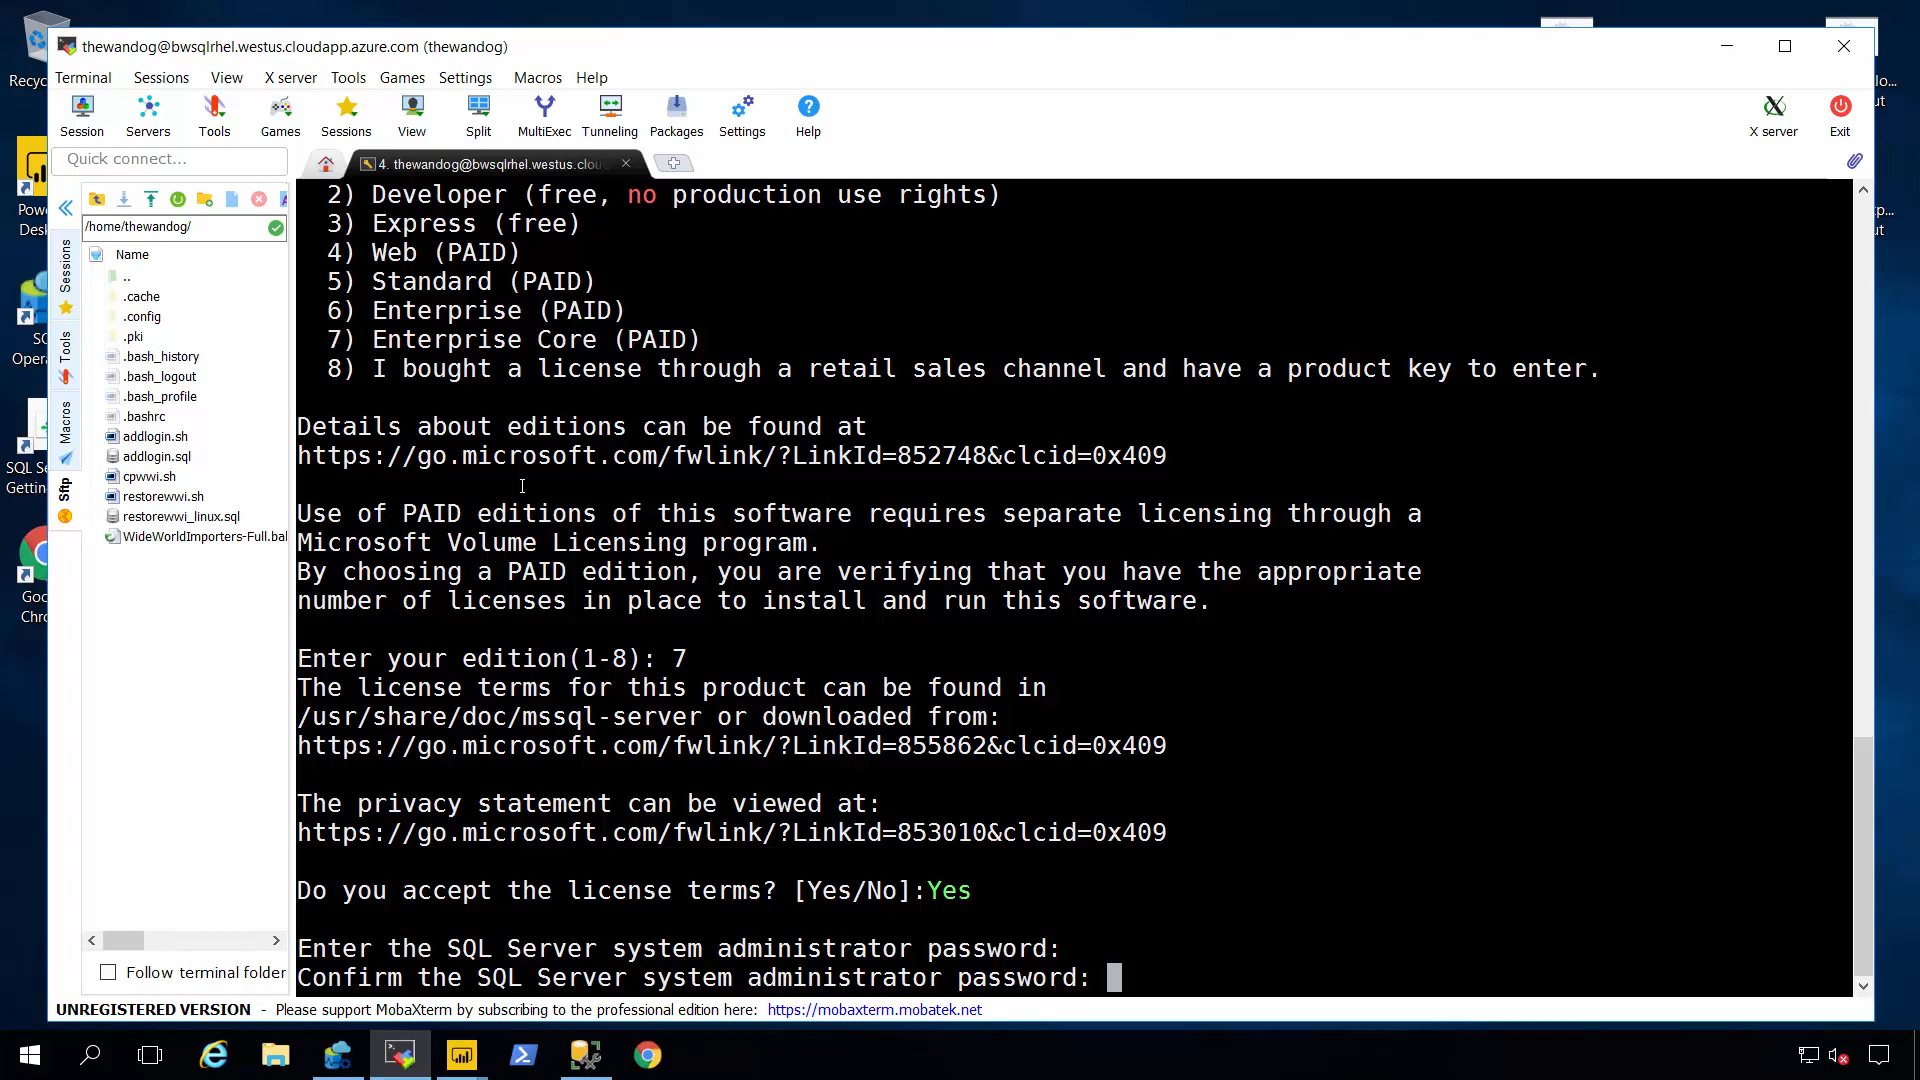 thewandog@bwsqlrhel.westus.cloudapp.azure.com (thewandog)
Terminal Sessions View X server Tools Games Settings Macros Help
Session Servers Tools Games Sessions View Split MultiExec Tunneling Packages Settings Help X server Exit
Quick connect...
4. thewandog@bwsqlrhel.westus.clou
/home/thewandog/
Name
..
.cache
.config
.pki
.bash_history
.bash_logout
.bash_profile
.bashrc
addlogin.sh
addlogin.sql
cpwwi.sh
restorewwi.sh
restorewwi_linux.sql
WideWorldImporters-Full.bal
Follow terminal folder
Sessions
Tools
Macros
Sftp
2) Developer (free, no production use rights)
3) Express (free)
4) Web (PAID)
5) Standard (PAID)
6) Enterprise (PAID)
7) Enterprise Core (PAID)
8) I bought a license through a retail sales channel and have a product key to enter.
Details about editions can be found at
https://go.microsoft.com/fwlink/?LinkId=852748&clcid=0x409
Use of PAID editions of this software requires separate licensing through a
Microsoft Volume Licensing program.
By choosing a PAID edition, you are verifying that you have the appropriate
number of licenses in place to install and run this software.
Enter your edition(1-8): 7
The license terms for this product can be found in
/usr/share/doc/mssql-server or downloaded from:
https://go.microsoft.com/fwlink/?LinkId=855862&clcid=0x409
The privacy statement can be viewed at:
https://go.microsoft.com/fwlink/?LinkId=853010&clcid=0x409
Do you accept the license terms? [Yes/No]:Yes
Enter the SQL Server system administrator password:
Confirm the SQL Server system administrator password:
UNREGISTERED VERSION - Please support MobaXterm by subscribing to the professional edition here: https://mobaxterm.mobatek.net
Recyc
Pow
Desk
SC
Oper
SQL Se
Gettin
Goo
Chr